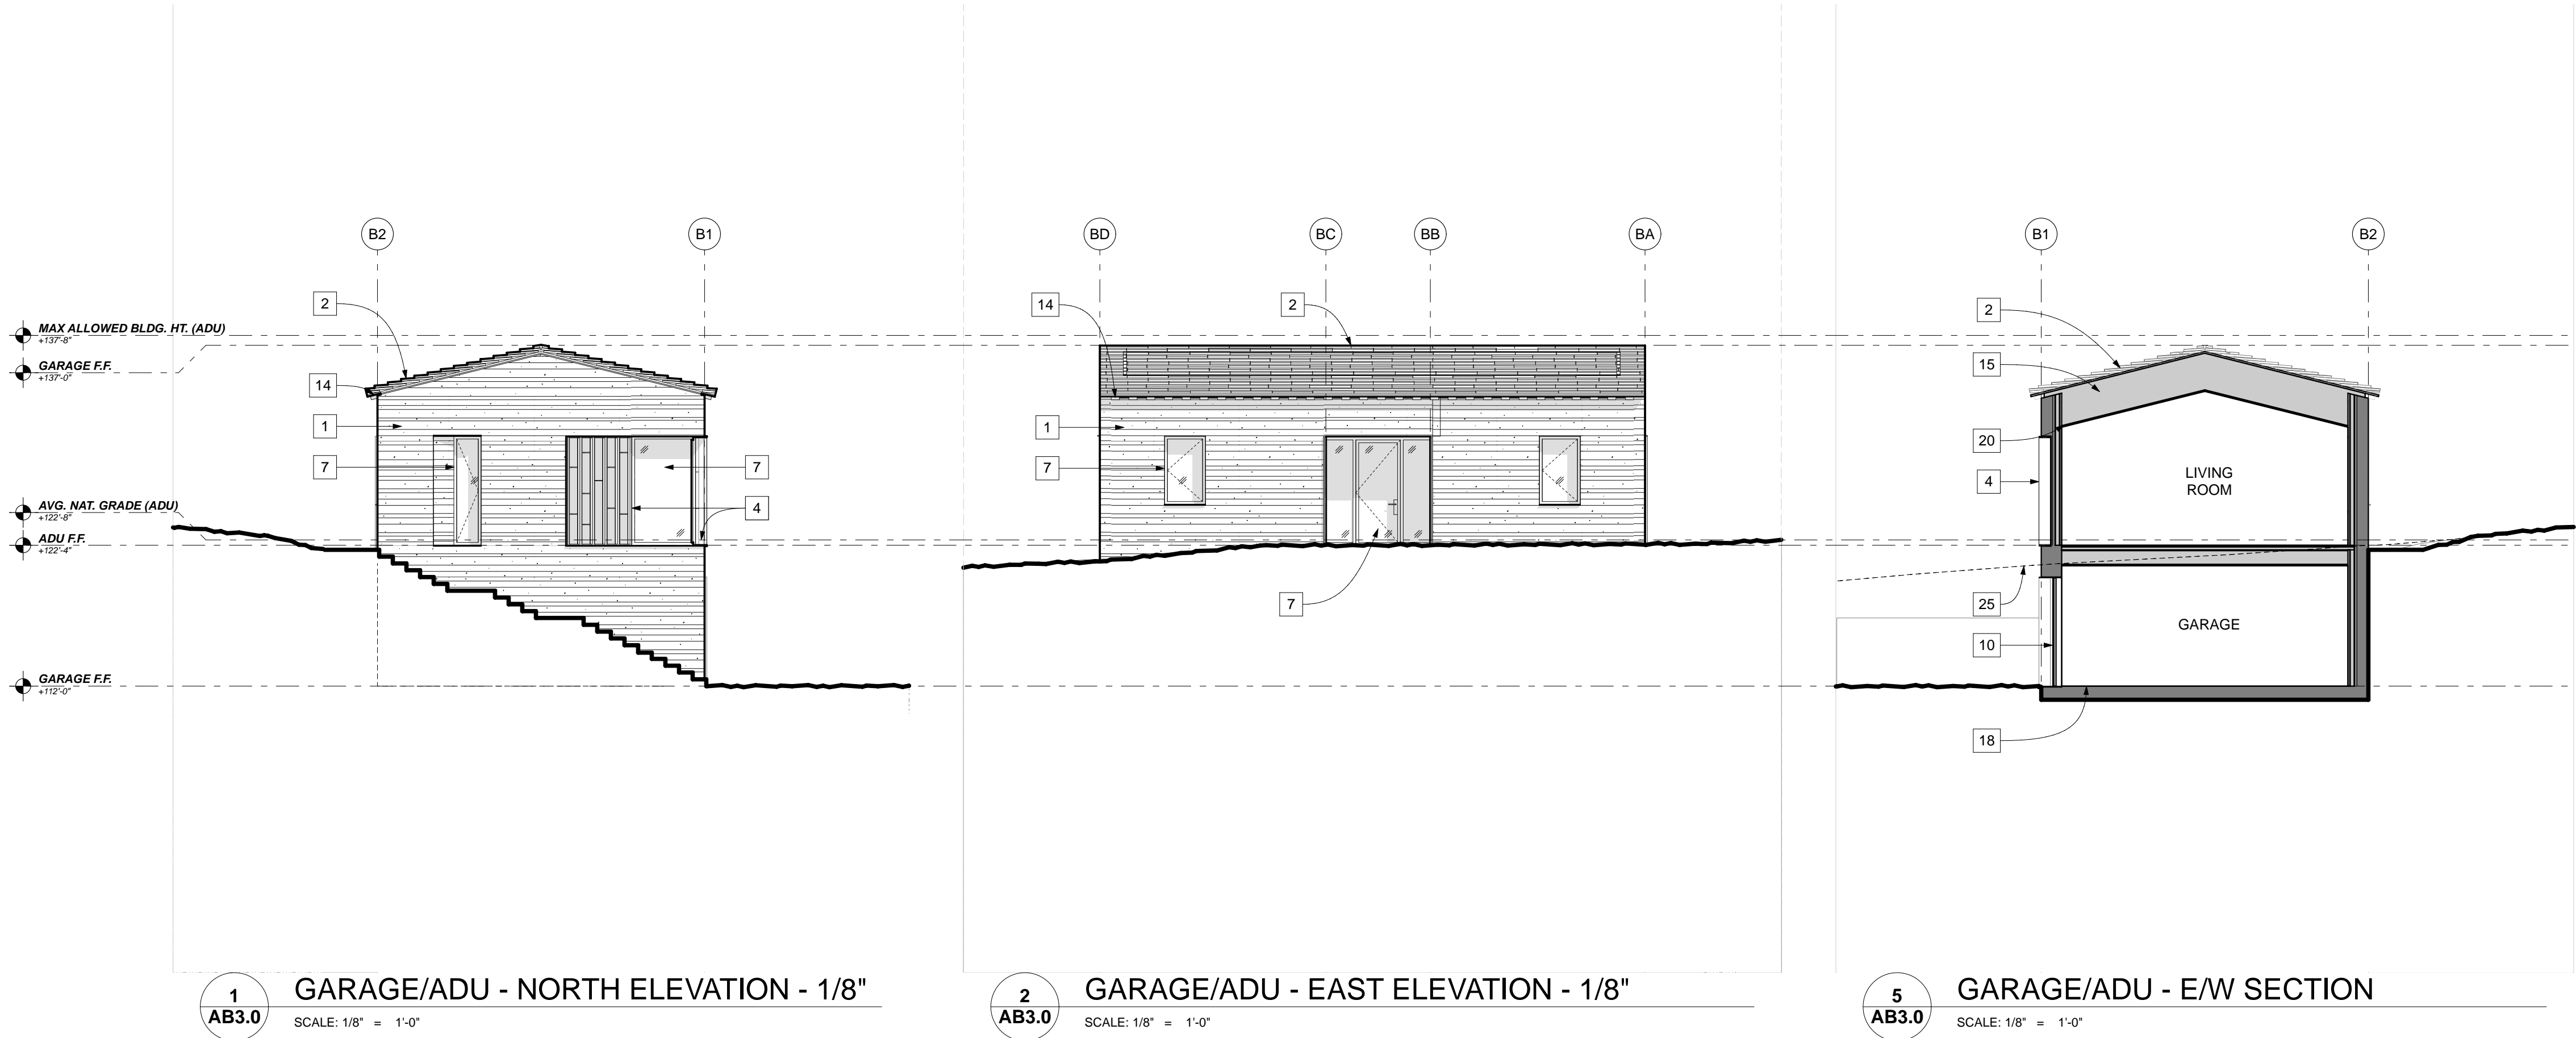 B2
B1
BD
BC
BB
BA
B1
B2
2
14
2
2
MAX ALLOWED BLDG. HT. (ADU)
+137'-8"
GARAGE F.F.
+137'-0"
14
1
7
7
4
1
7
7
15
20
4
LIVING
ROOM
AVG. NAT. GRADE (ADU)
+122'-8"
ADU F.F.
+122'-4"
25
GARAGE
10
GARAGE F.F.
+112'-0"
18
1
AB3.0
GARAGE/ADU - NORTH ELEVATION - 1/8"
SCALE: 1/8" = 1'-0"
2
AB3.0
GARAGE/ADU - EAST ELEVATION - 1/8"
SCALE: 1/8" = 1'-0"
5
AB3.0
GARAGE/ADU - E/W SECTION
SCALE: 1/8" = 1'-0"